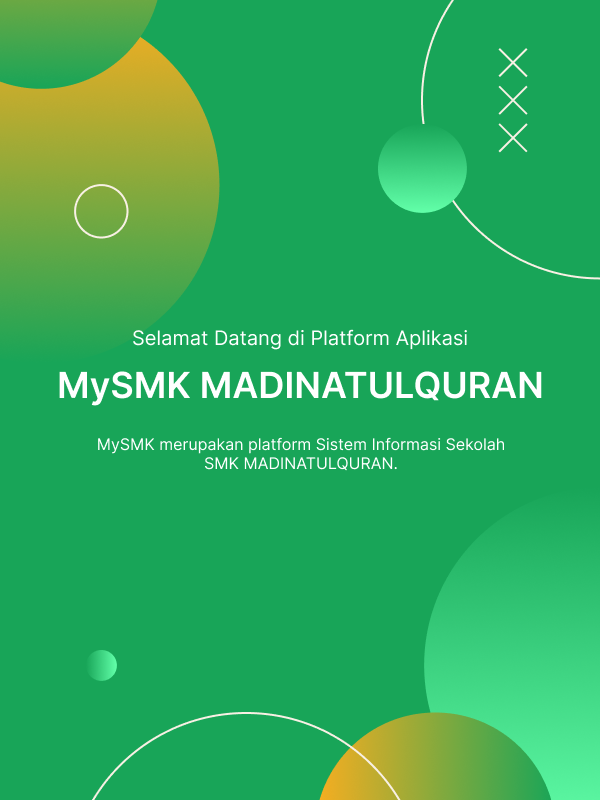 Selamat Datang di Platform Aplikasi
MySMK MADINATULQURAN
MySMK merupakan platform Sistem Informasi Sekolah
SMK MADINATULQURAN.